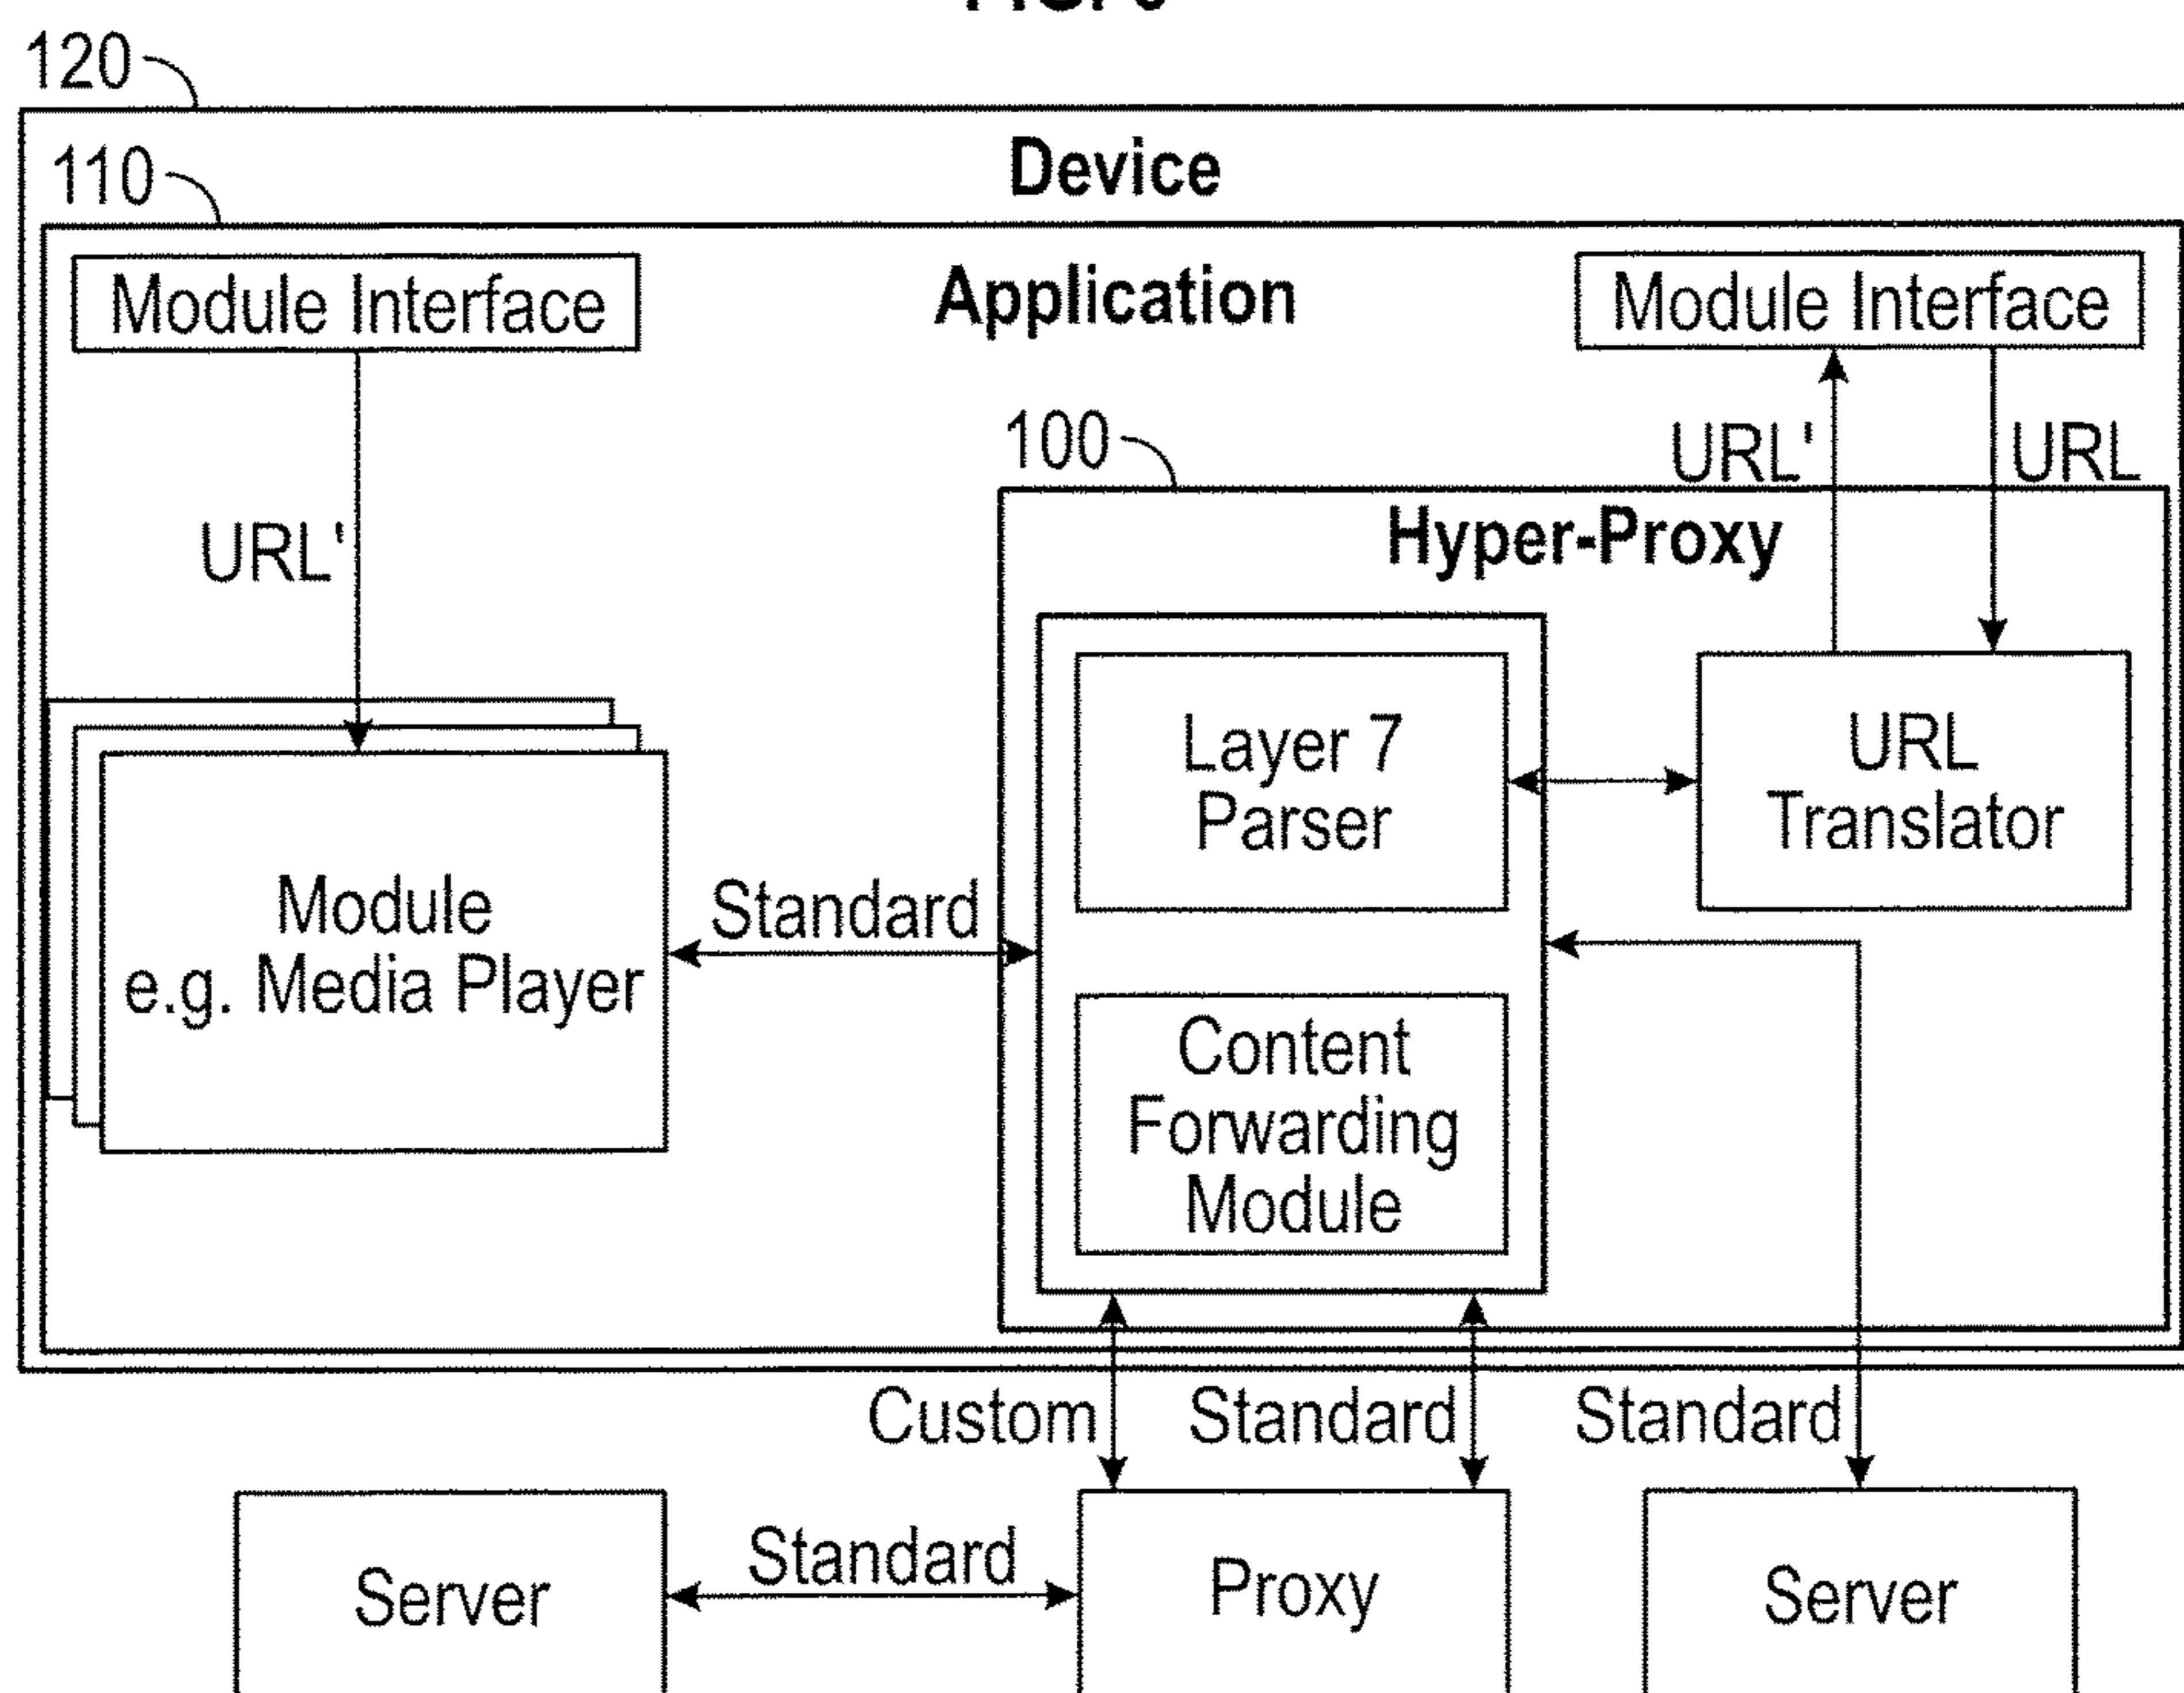 120
Device
110
Module Interface
Application
Module Interface
100
URL'
URL
Hyper-Proxy
URL'
Layer 7
Parser
URL
Translator
Module
e.g. Media Player
Standard
Content
Forwarding
Module
Custom
Standard
Standard
Server
Standard
Proxy
Server